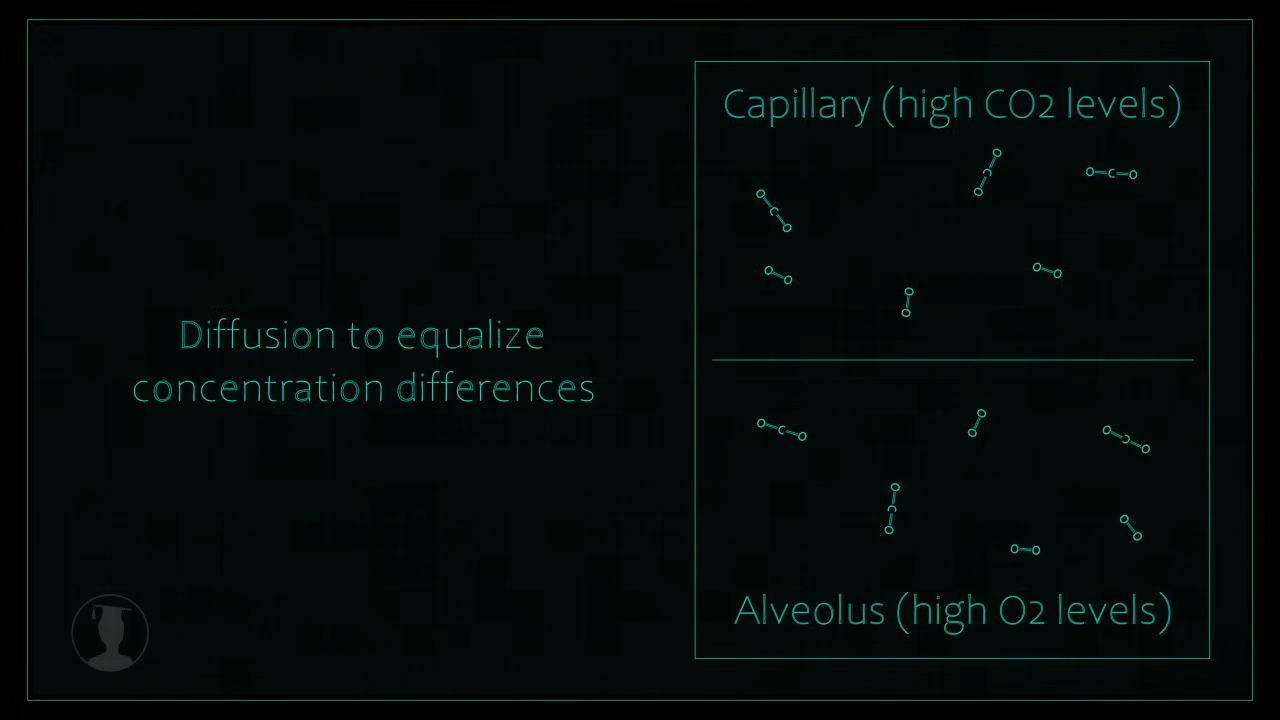 Capillary (high CO2 levels)
O=C=O
O=C=O
O=C=O
O=O
O=O
O=O
Diffusion to equalize
concentration differences
O=C=O
O=O
O=C=O
O=C=O
O=O
O=O
Alveolus (high O2 levels)